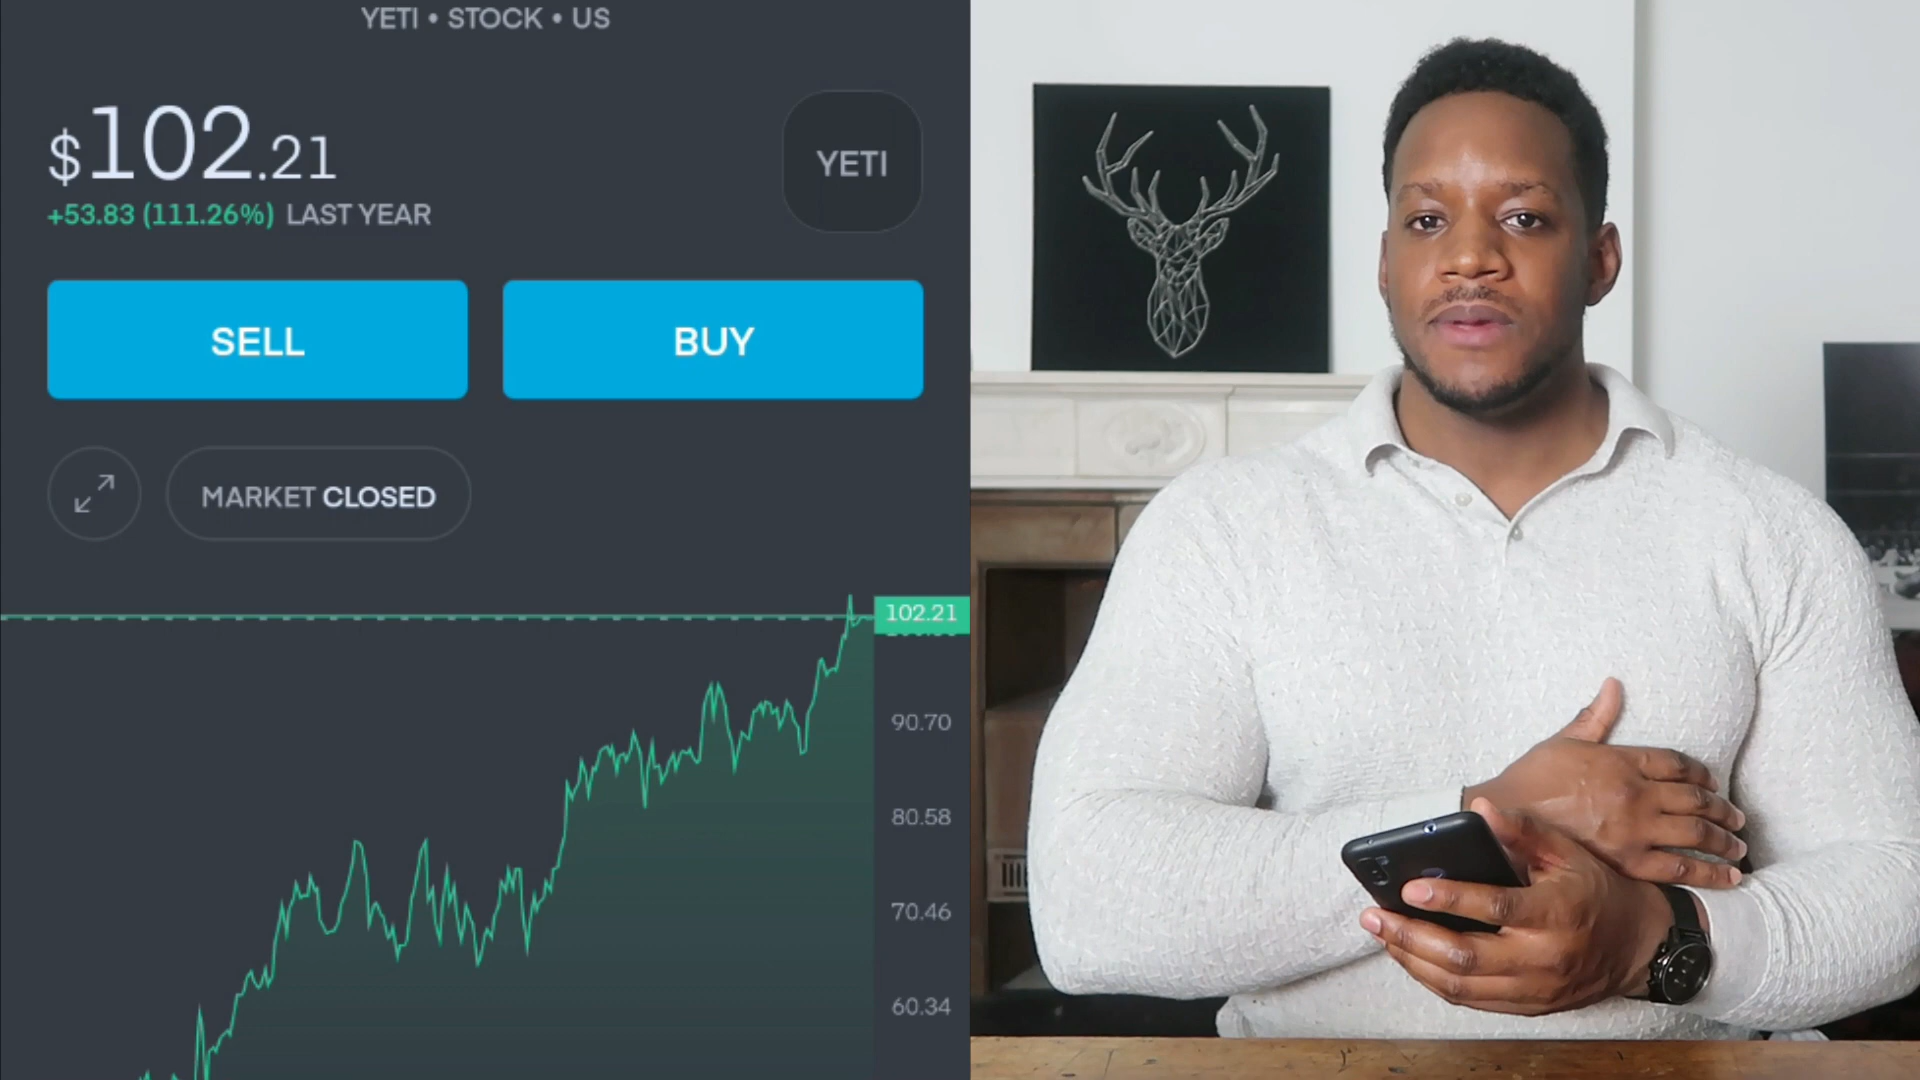 YETI • STOCK • US
$102.21
+53.83 (111.26%) LAST YEAR
YETI
SELL
BUY
MARKET CLOSED
102.21
90.70
80.58
70.46
60.34